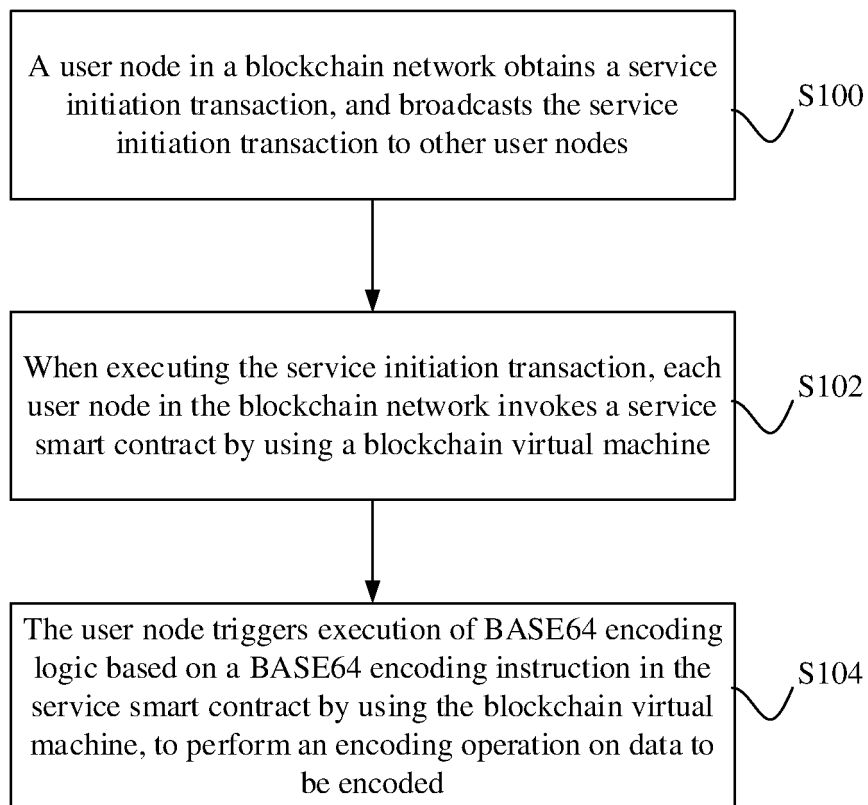 A user node in a blockchain network obtains a service
initiation transaction, and broadcasts the service
initiation transaction to other user nodes
S100
When executing the service initiation transaction, each
user node in the blockchain network invokes a service
smart contract by using a blockchain virtual machine
S102
The user node triggers execution of BASE64 encoding
logic based on a BASE64 encoding instruction in the
service smart contract by using the blockchain virtual
machine, to perform an encoding operation on data to
be encoded
S104